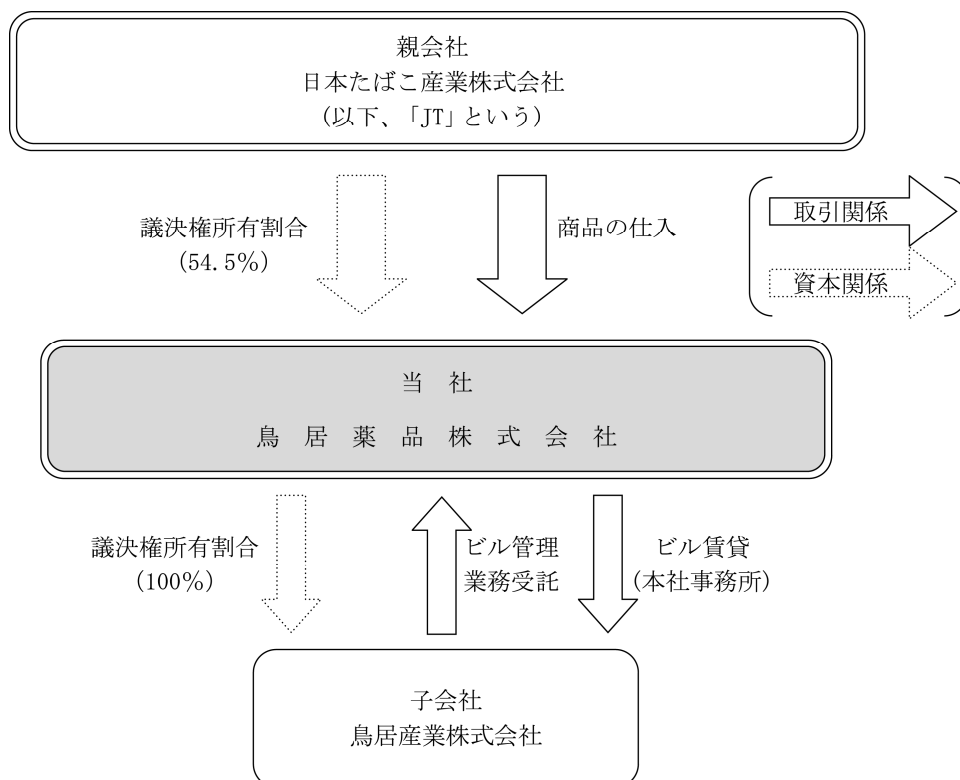 親会社
日本たばこ産業株式会社
(以下、「JT」という)
議決権所有割合
(54.5%)
商品の仕入
取引関係
資本関係
当 社
鳥 居 薬 品 株 式 会 社
議決権所有割合
(100%)
ビル管理
業務受託
ビル賃貸
(本社事務所)
子会社
鳥居産業株式会社